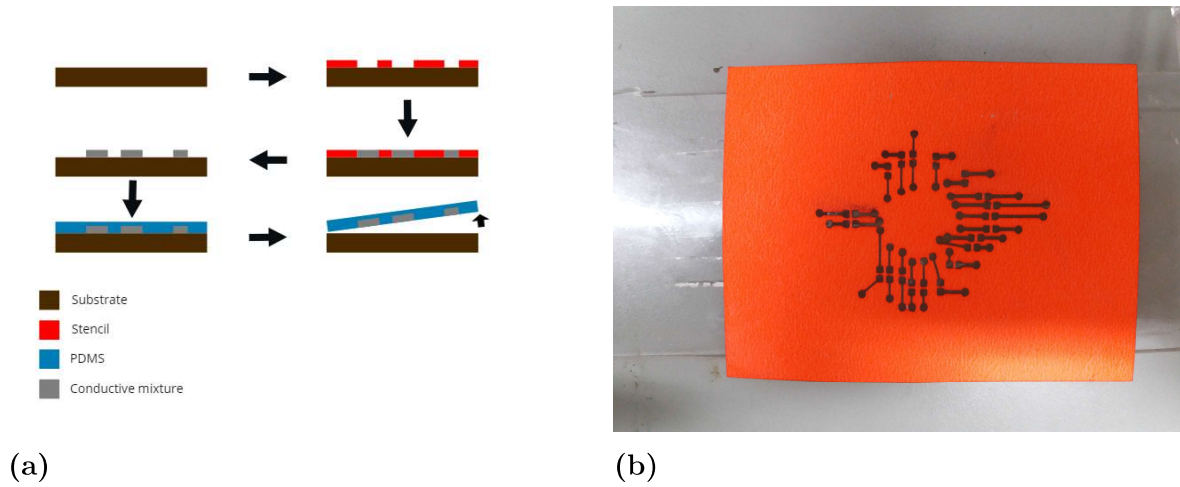 Substrate
Stencil
PDMS
Conductive mixture
(a)
(b)